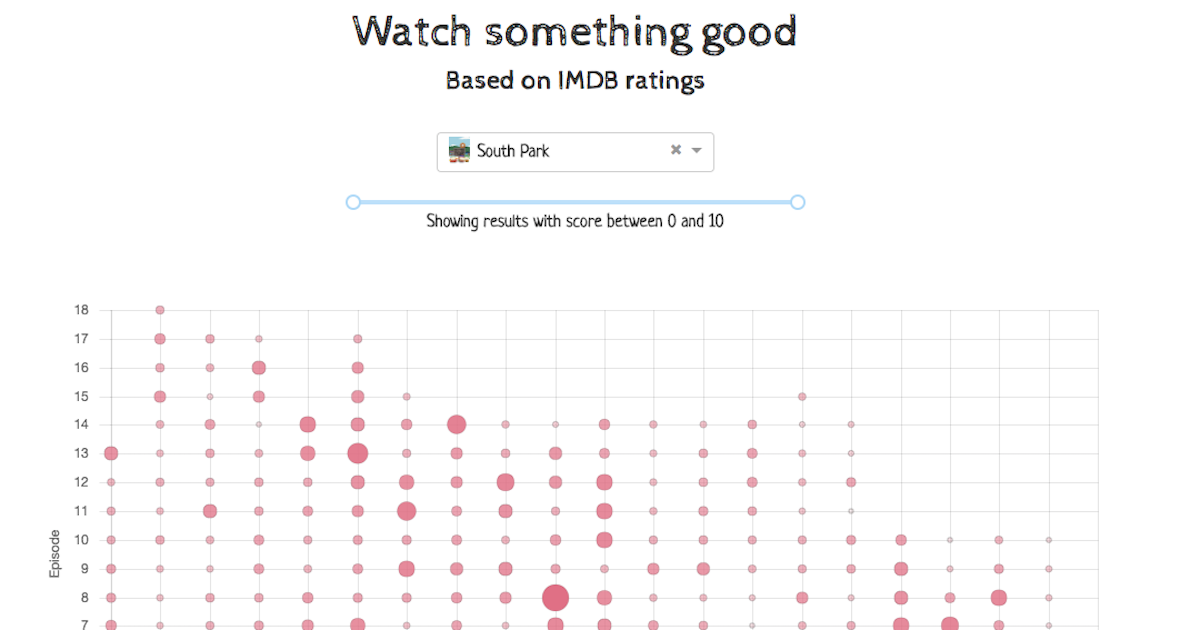 Watch something good
Based on IMDB ratings
South Park
Showing results with score between 0 and 10
18
17
16
15
14
13
12
11
10
9
8
7
Episode